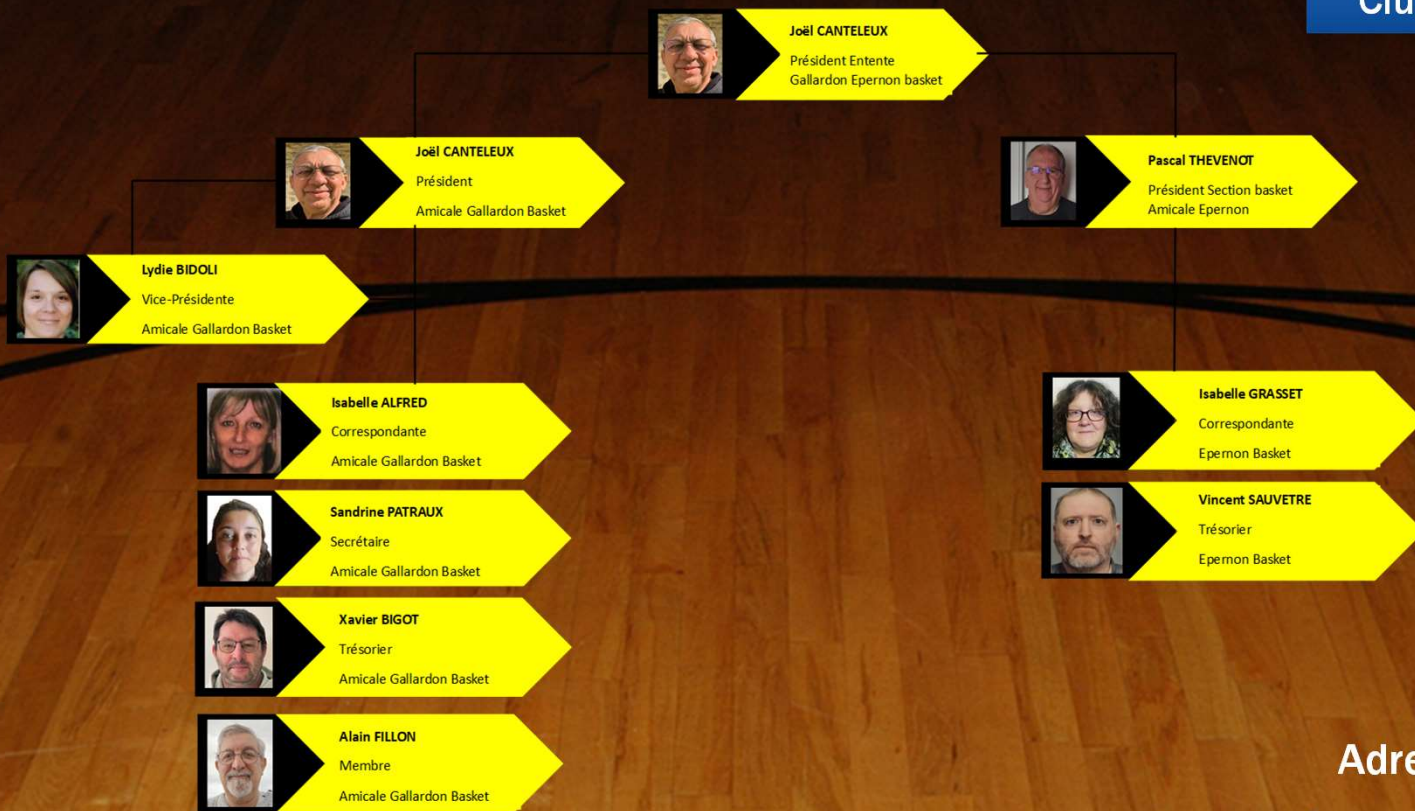 Joël CANTELEUX
Président Entente
Gallardon Epernon basket
Joël CANTELEUX
Président
Amicale Gallardon Basket
Pascal THEVENOT
Président Section basket
Amicale Epernon
Lydie BIDOLI
Vice-Présidente
Amicale Gallardon Basket
Isabelle ALFRED
Correspondante
Amicale Gallardon Basket
Isabelle GRASSET
Correspondante
Epernon Basket
Sandrine PATRAUX
Secrétaire
Amicale Gallardon Basket
Vincent SAUVETRE
Trésorier
Epernon Basket
Xavier BIGOT
Trésorier
Amicale Gallardon Basket
Alain FILLON
Membre
Amicale Gallardon Basket
Adre